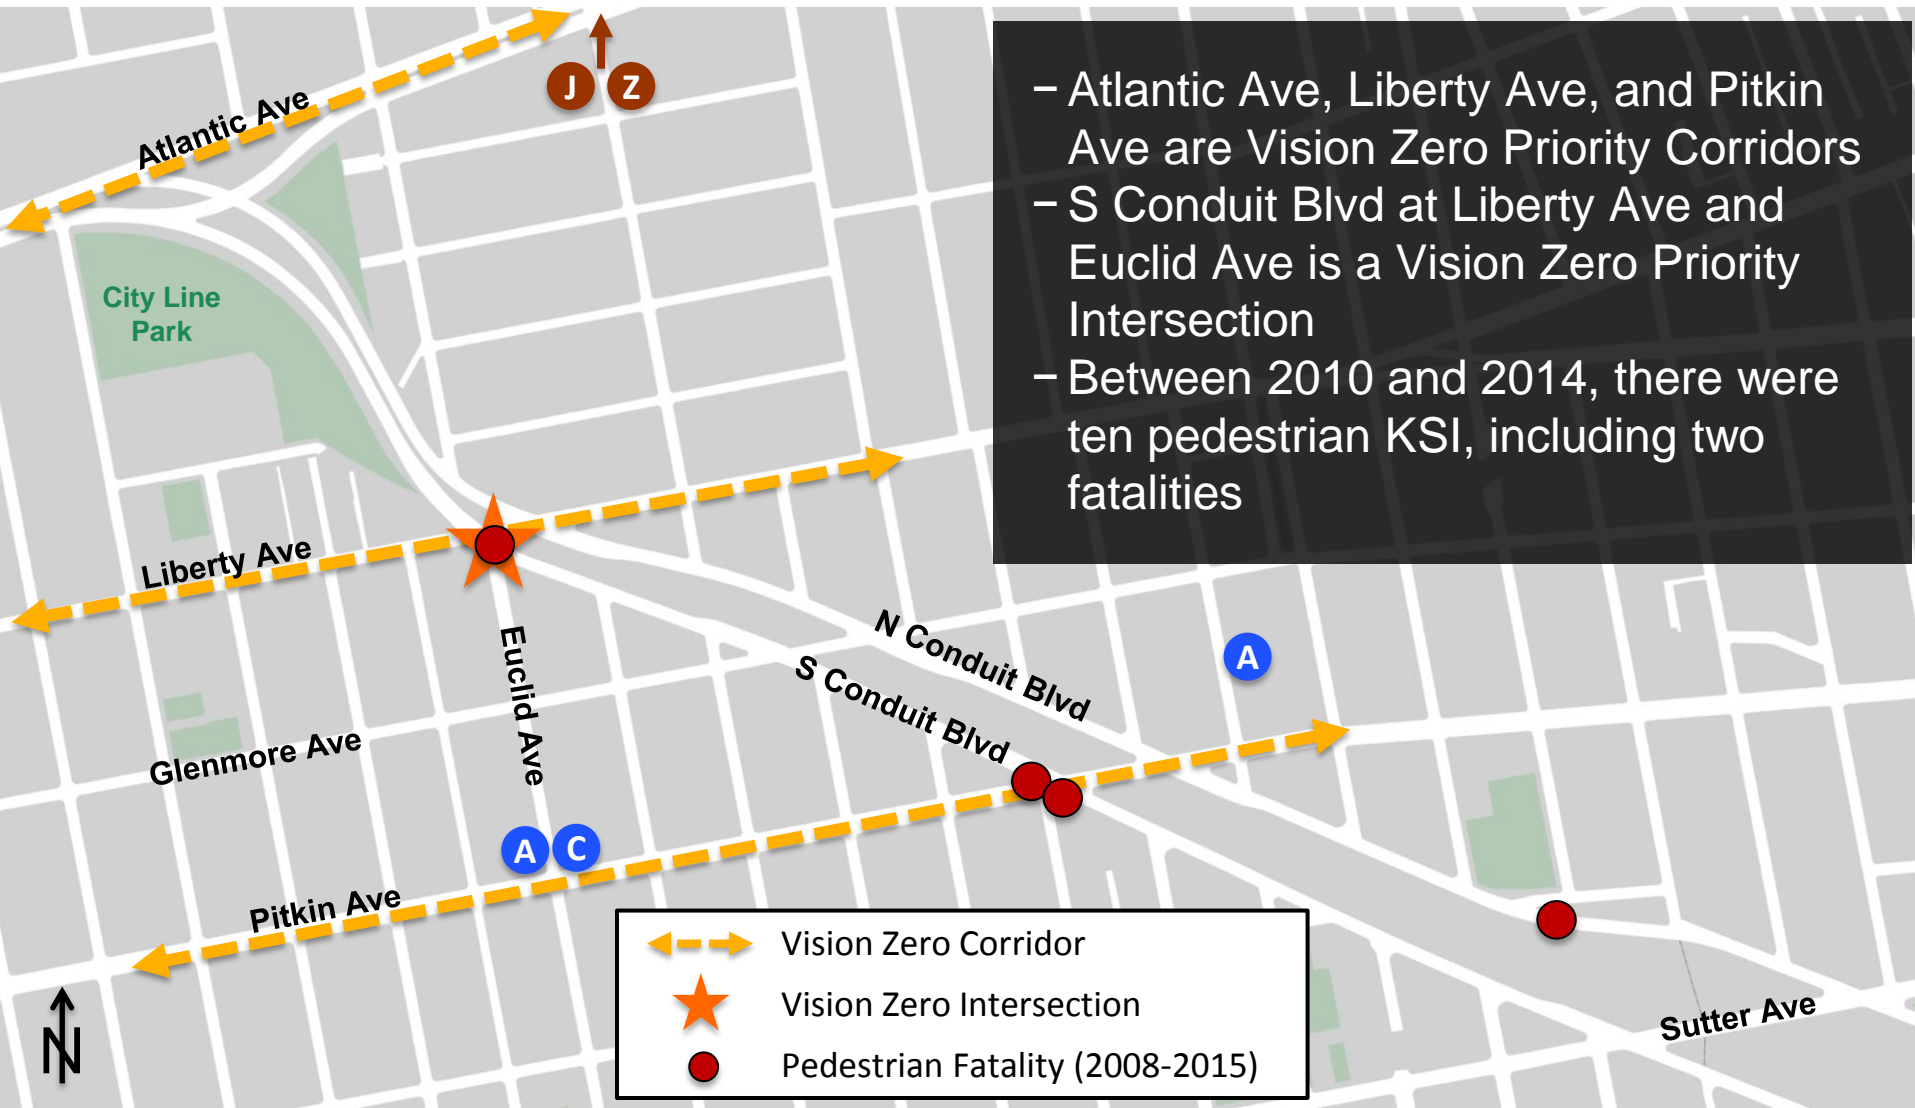 J Z
Atlantic Ave
− Atlantic Ave, Liberty Ave, and Pitkin
Ave are Vision Zero Priority Corridors
− S Conduit Blvd at Liberty Ave and
Euclid Ave is a Vision Zero Priority
Intersection
− Between 2010 and 2014, there were
ten pedestrian KSI, including two
fatalities
City Line
Park
Liberty Ave
Euclid Ave
N Conduit Blvd
S Conduit Blvd
A
Glenmore Ave
A C
Pitkin Ave
Sutter Ave
N
Vision Zero Corridor
Vision Zero Intersection
Pedestrian Fatality (2008-2015)